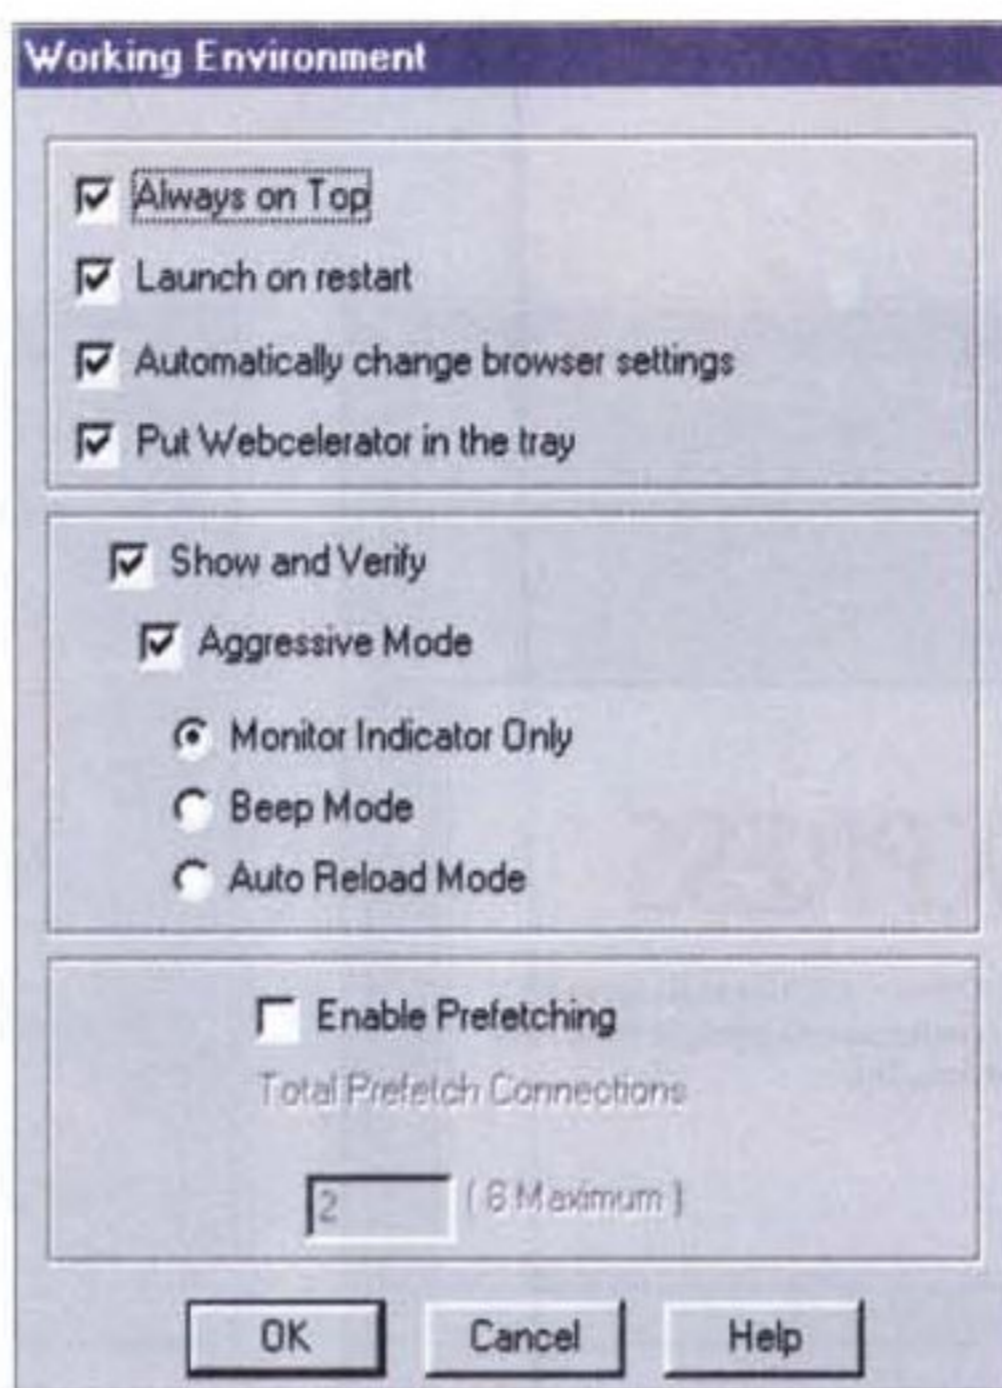 Working Environment
Always on Top
Launch on restart
Automatically change browser settings
Put Webcelerator in the tray
Show and Verify
Aggressive Mode
Monitor Indicator Only
Beep Mode
Auto Reload Mode
Enable Prefetching
Total Prefetch Connections
2 ( Maximum )
OK Cancel Help